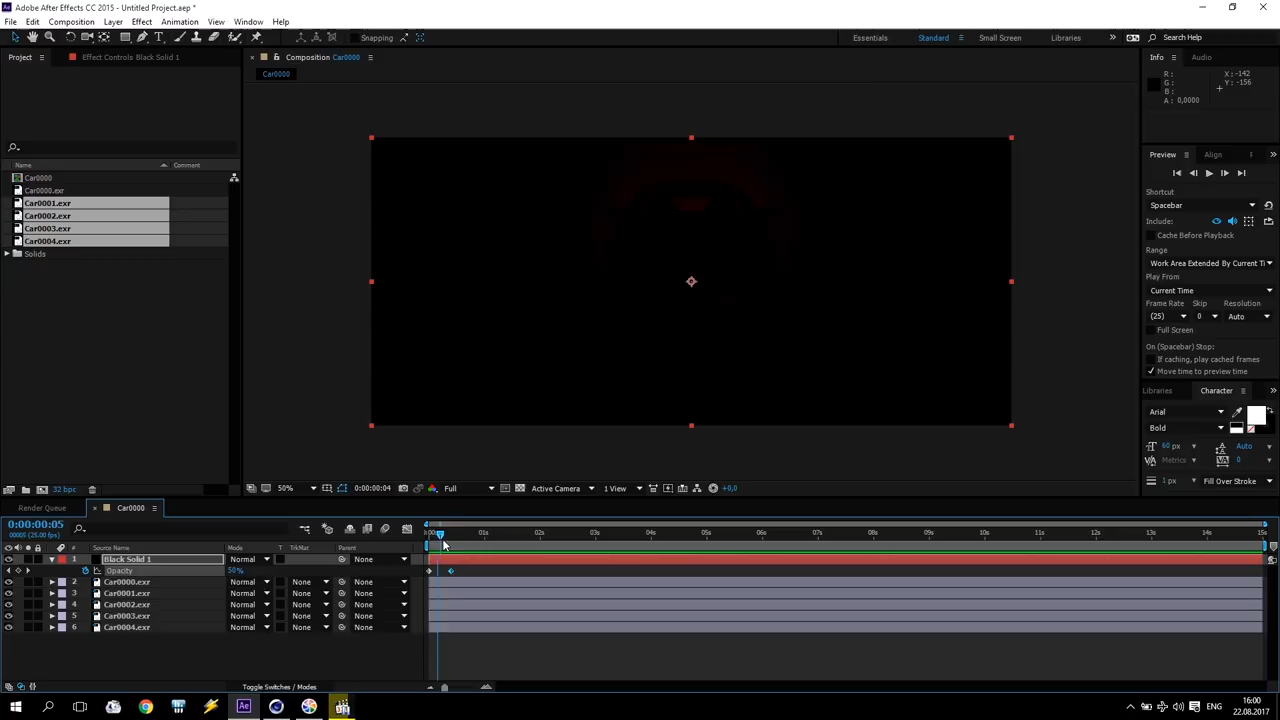 Adobe After Effects CC 2015 - Untitled Project.aep *
File Edit Composition Layer Effect Animation View Window Help
Snapping Essentials Standard Small Screen Libraries Search Help
Project Effect Controls Black Solid 1 Composition Car0000 Info Audio
Car0000
R : X : -142
G : Y : -156
B :
A : 0,0000
Preview Align
Name Comment
Car0000
Car0000.exr
Car0001.exr
Car0002.exr
Car0003.exr
Car0004.exr
Solids
Shortcut
Spacebar
Include:
Cache Before Playback
Range
Work Area Extended By Current Ti
Play From
Current Time
Frame Rate Skip Resolution
(25) 0 Auto
Full Screen
On (Spacebar) Stop:
If caching, play cached frames
Move time to preview time
Libraries Character
Arial
Bold
60 px Auto
Metrics 0
1 px Fill Over Stroke
32 bpc 50% 0:00:00:04 Full Active Camera 1 View +0,0
Render Queue Car0000
0:00:00:05
00005 (25.00 fps)
01s 02s 03s 04s 05s 06s 07s 08s 09s 10s 11s 12s 13s 14s 15s
# Source Name Mode T TrkMat Parent
1 Black Solid 1 Normal None
Opacity 50%
2 Car0000.exr Normal None None
3 Car0001.exr Normal None None
4 Car0002.exr Normal None None
5 Car0003.exr Normal None None
6 Car0004.exr Normal None None
Toggle Switches / Modes
Ae Ae ENG 16:00
22.08.2017